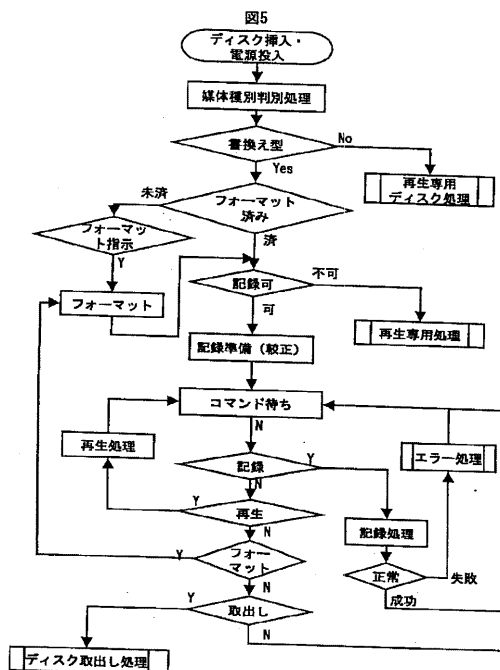 図5
ディスク挿入・
電源投入
媒体種別判別処理
書換え型
No
Yes
再生専用
ディスク処理
未済
フォーマット
済み
フォーマッ
ト指示
済
Y
記録可
不可
フォーマット
可
再生専用処理
記録準備（較正）
コマンド待ち
N
再生処理
エラー処理
記録
Y
N
Y
再生
記録処理
N
Y
フォー
マット
正常
失敗
N
成功
Y
取出し
N
ディスク取出し処理